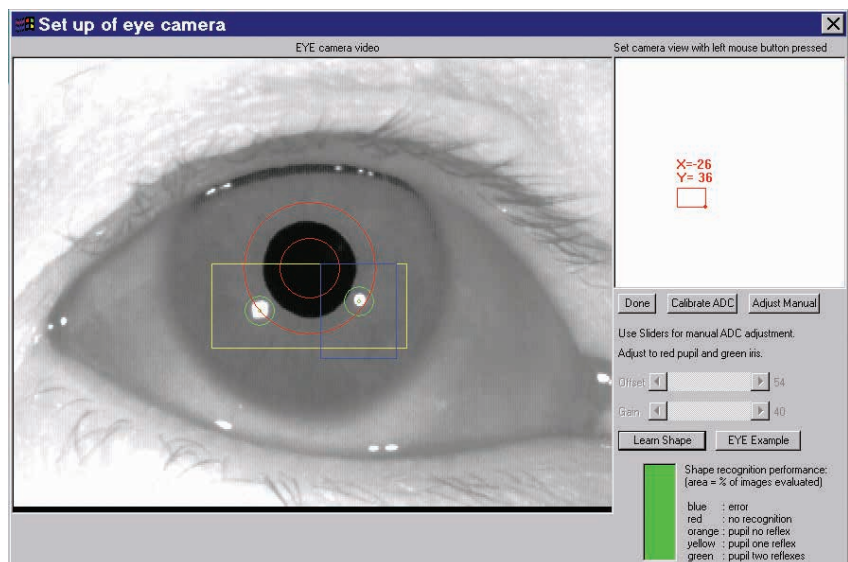 Set up of eye camera
EYE camera video
Set camera view with left mouse button pressed
X=-26
Y= 36
Done
Calibrate ADC
Adjust Manual
Use Sliders for manual ADC adjustment.
Adjust to red pupil and green iris.
Offset 54
Gain 40
Learn Shape
EYE Example
Shape recognition performance:
(area = % of images evaluated)
blue : error
red : no recognition
orange : pupil no reflex
yellow : pupil one reflex
green : pupil two reflexes